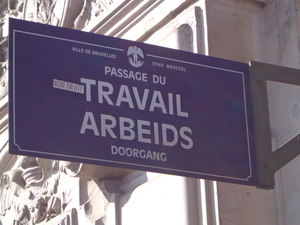 VILLE DE BRUXELLES STAD BRUSSEL
PASSAGE DU
TRAVAIL
ARBEIDS
DOORGANG